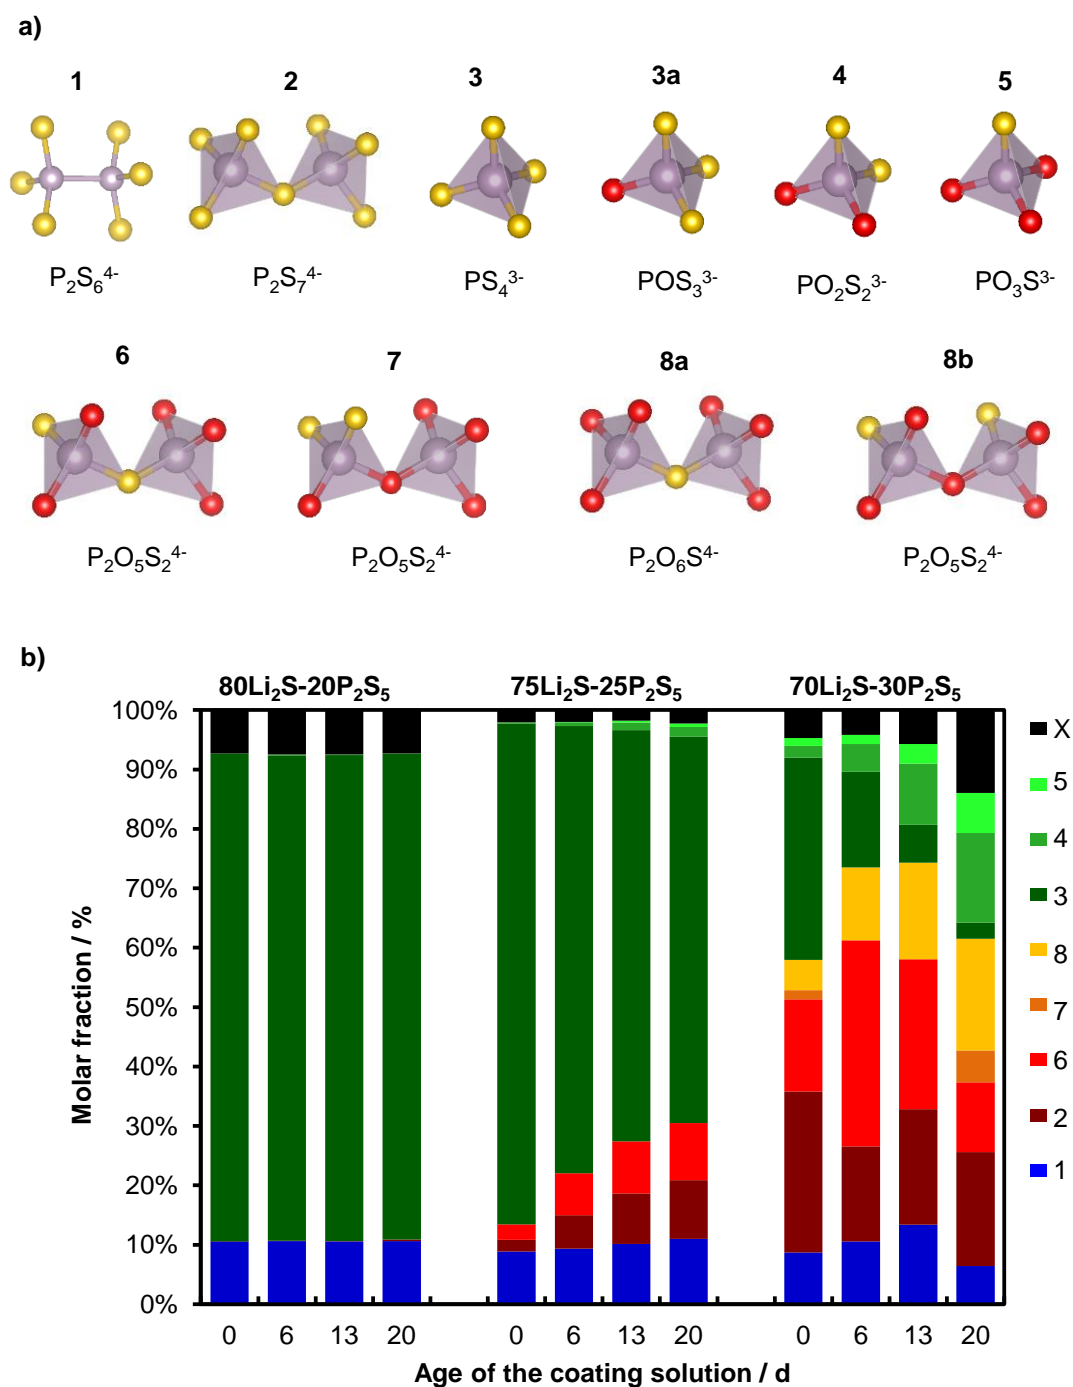 a)
1 2 3 3a 4 5
P₂S₆⁴⁻ P₂S₇⁴⁻ PS₄³⁻ POS₃³⁻ PO₂S₂³⁻ PO₃S³⁻
6 7 8a 8b
P₂O₅S₂⁴⁻ P₂O₅S₂⁴⁻ P₂O₆S⁴⁻ P₂O₅S₂⁴⁻
b)
80Li₂S-20P₂S₅ 75Li₂S-25P₂S₅ 70Li₂S-30P₂S₅
100%
90%
80%
70%
60%
50%
40%
30%
20%
10%
0%
Molar fraction / %
X
5
4
3
8
7
6
2
1
0 6 13 20 0 6 13 20 0 6 13 20
Age of the coating solution / d